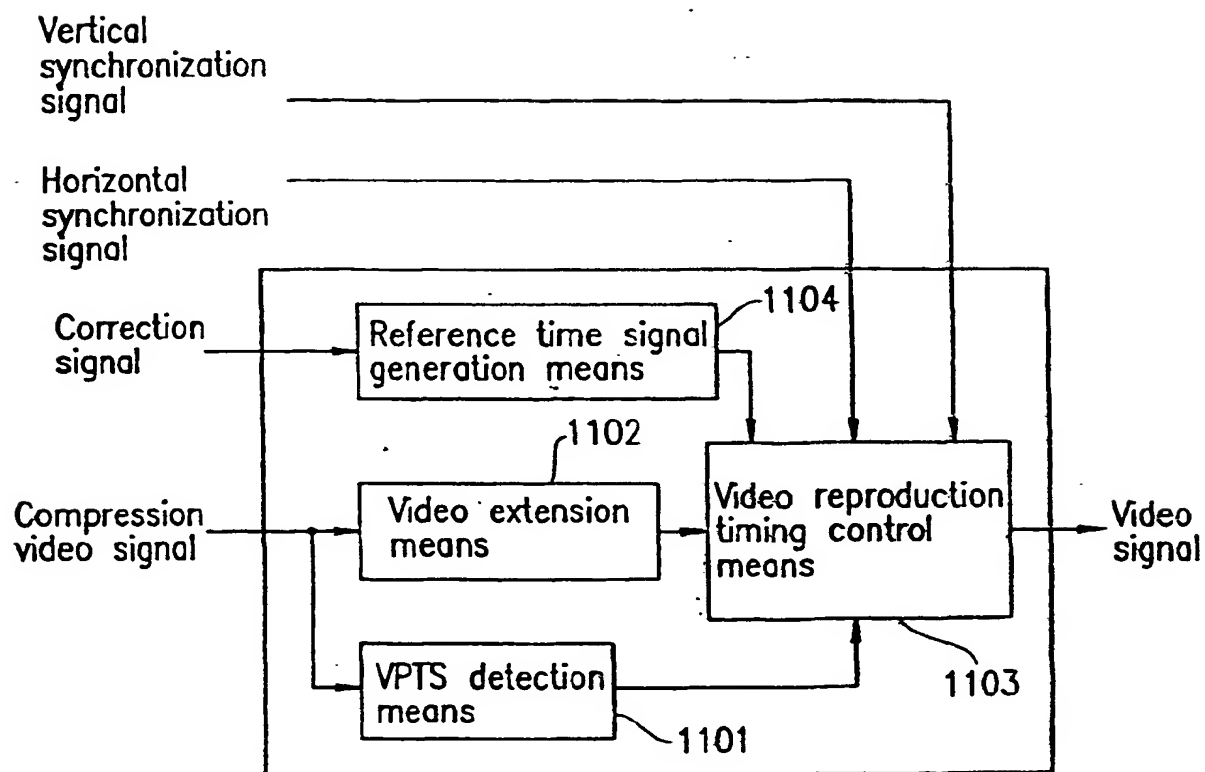 Vertical
synchronization
signal
Horizontal
synchronization
signal
1104
Correction
signal
Reference time signal
generation means
1102
Compression
video signal
Video extension
means
Video reproduction
timing control
means
Video
signal
VPTS detection
means
1103
1101